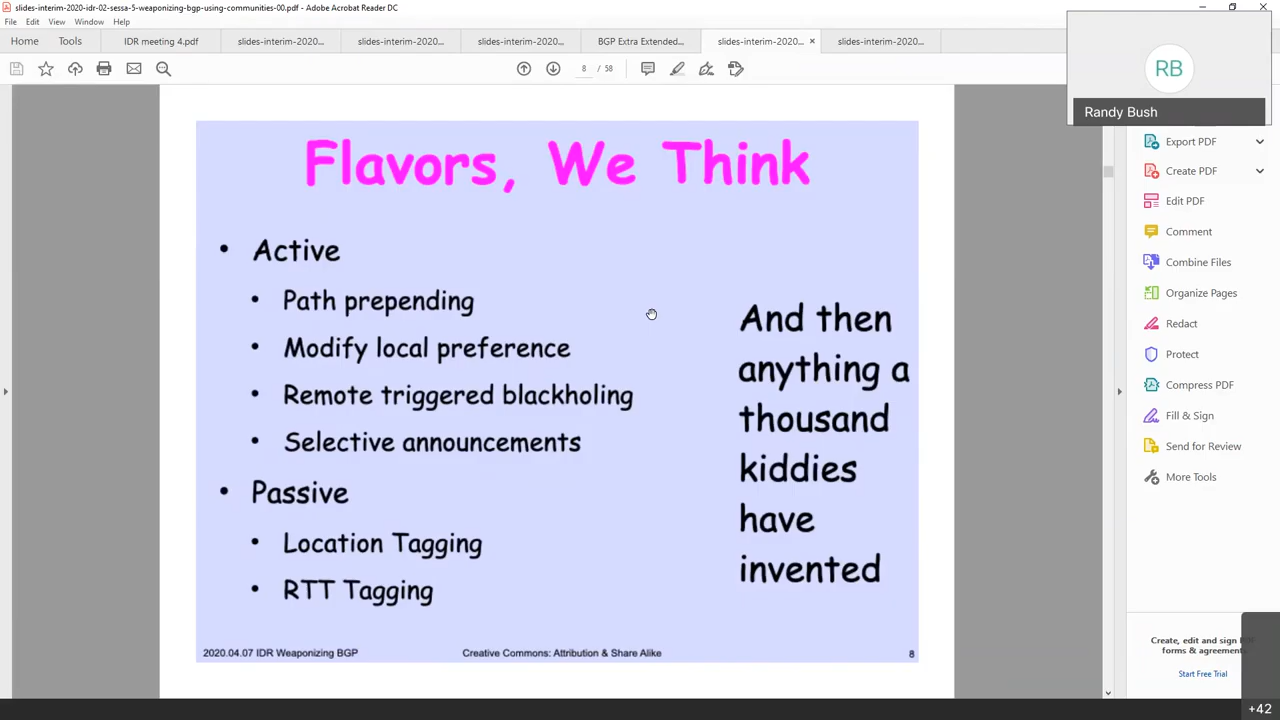 slides-interim-2020-idr-02-sessa-5-weaponizing-bgp-using-communities-00.pdf - Adobe Acrobat Reader DC
File Edit View Window Help
Home Tools IDR meeting 4.pdf slides-interim-2020... slides-interim-2020... slides-interim-2020... BGP Extra Extended... slides-interim-2020... × slides-interim-2020...
8 / 58
RB
Randy Bush
Flavors, We Think
• Active
• Path prepending
• Modify local preference
• Remote triggered blackholing
• Selective announcements
• Passive
• Location Tagging
• RTT Tagging
And then
anything a
thousand
kiddies
have
invented
2020.04.07 IDR Weaponizing BGP Creative Commons: Attribution & Share Alike 8
Export PDF
Create PDF
Edit PDF
Comment
Combine Files
Organize Pages
Redact
Protect
Compress PDF
Fill & Sign
Send for Review
More Tools
Create, edit and sign
forms & agreements
Start Free Trial
+42